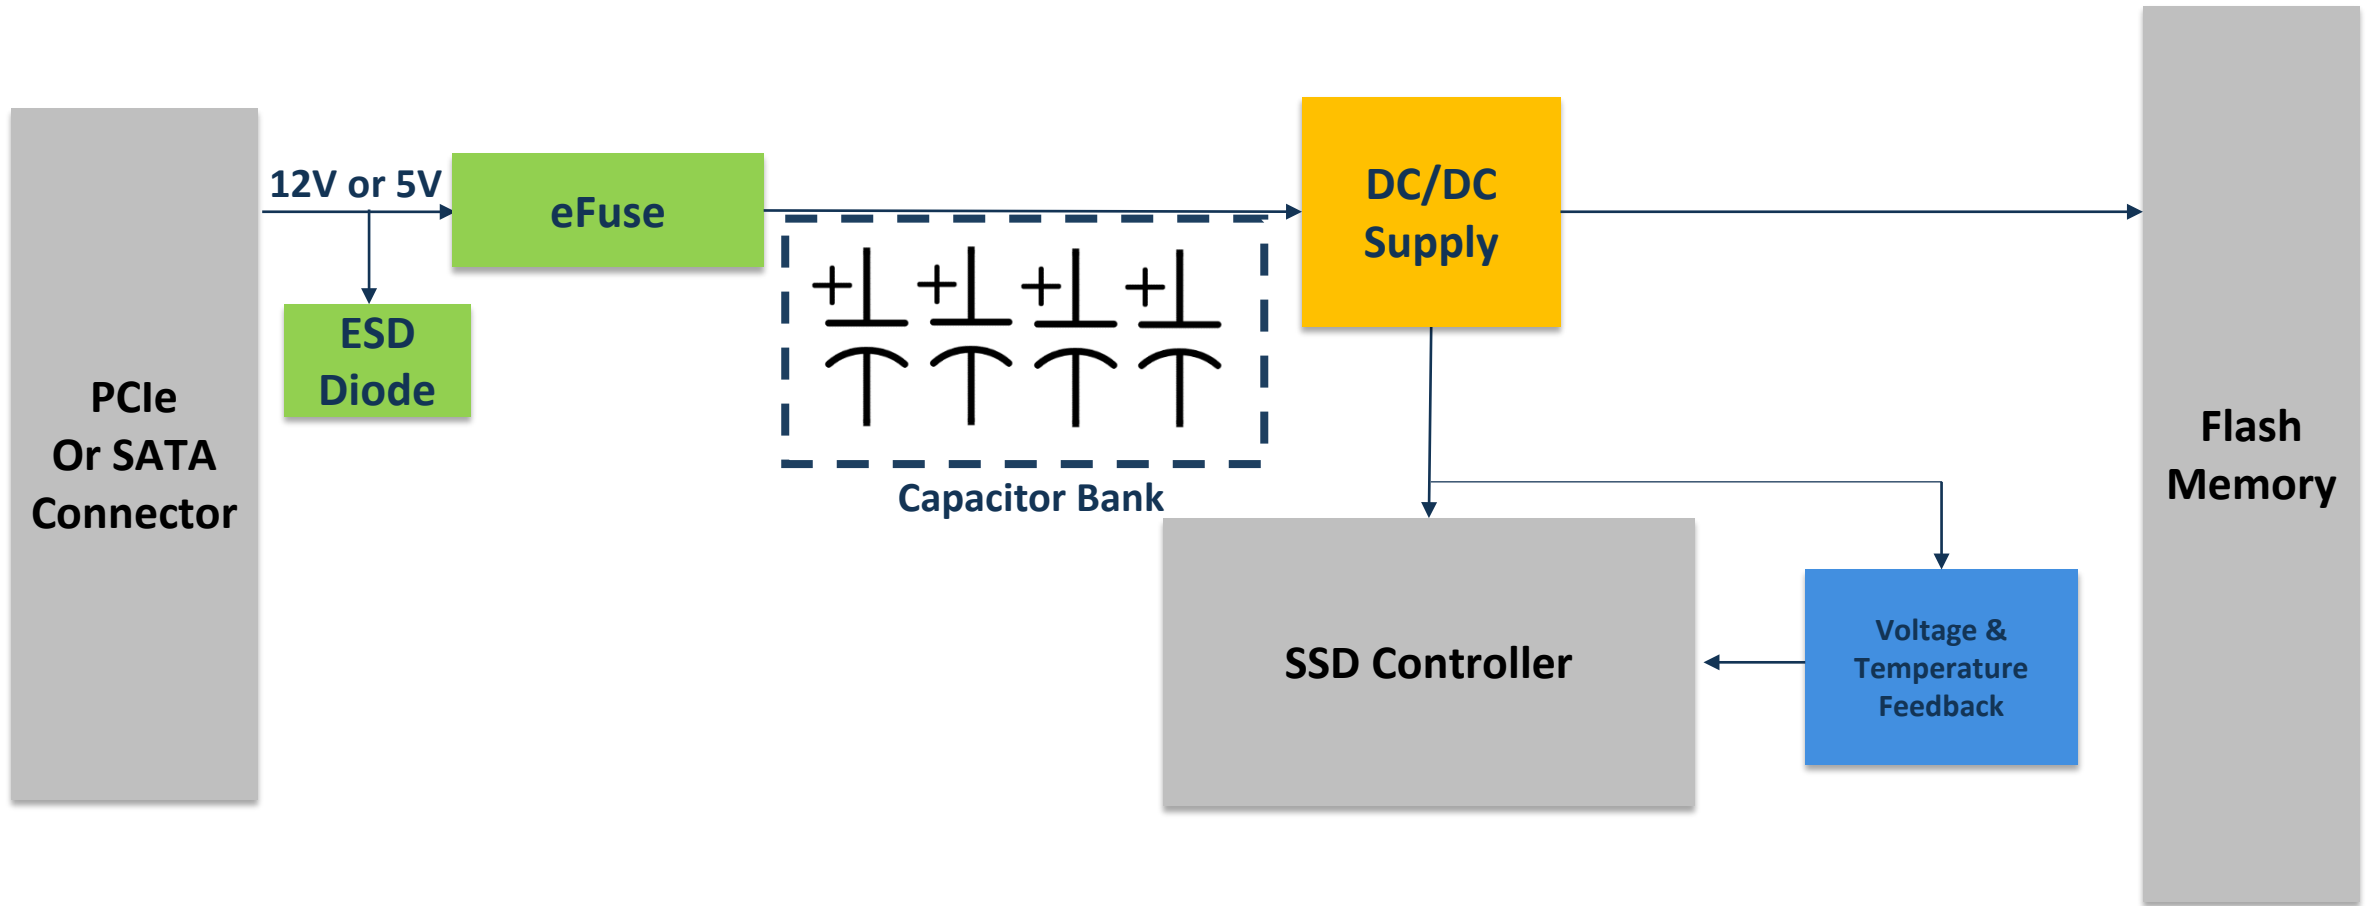 PCIe
Or SATA
Connector
12V or 5V
eFuse
ESD
Diode
Capacitor Bank
DC/DC
Supply
SSD Controller
Voltage &
Temperature
Feedback
Flash
Memory